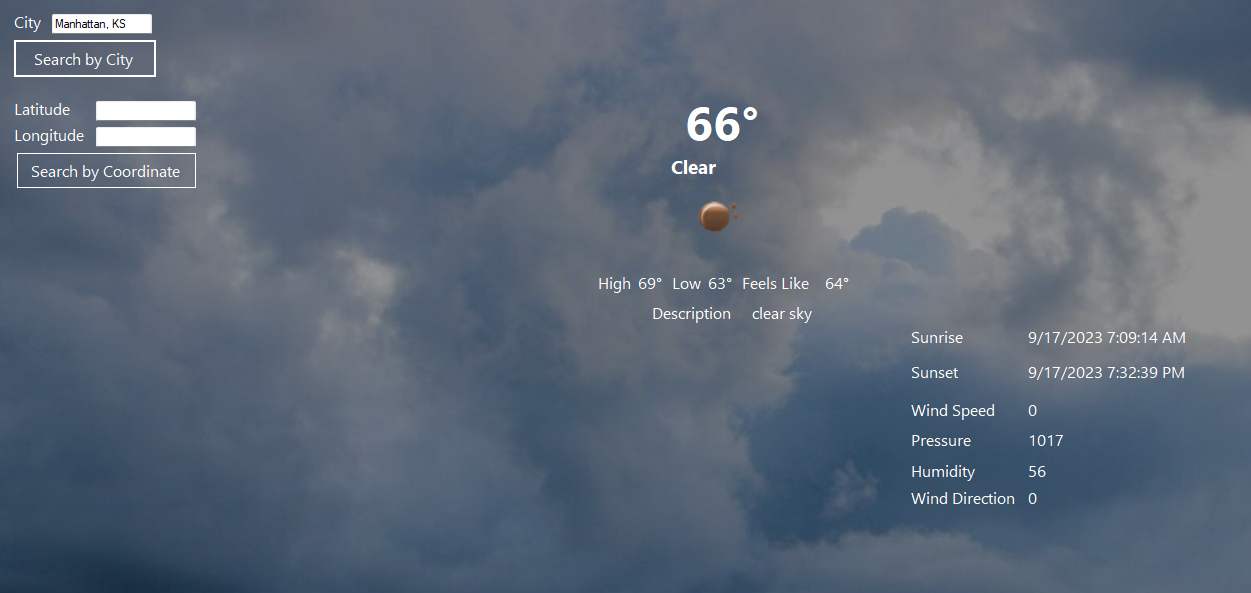 City Manhattan, KS
Search by City
Latitude
Longitude
Search by Coordinate
66°
Clear
High 69° Low 63° Feels Like 64°
Description clear sky
Sunrise 9/17/2023 7:09:14 AM
Sunset 9/17/2023 7:32:39 PM
Wind Speed 0
Pressure 1017
Humidity 56
Wind Direction 0